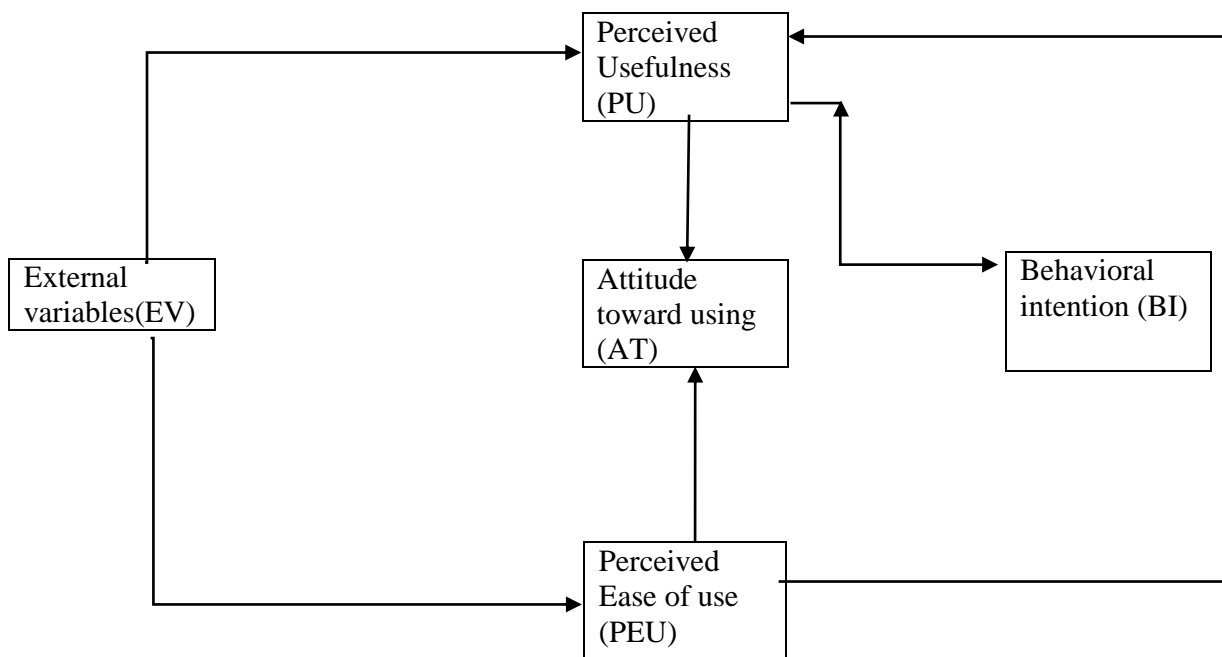 Perceived
Usefulness
(PU)
External
variables(EV)
Attitude
toward using
(AT)
Behavioral
intention (BI)
Perceived
Ease of use
(PEU)